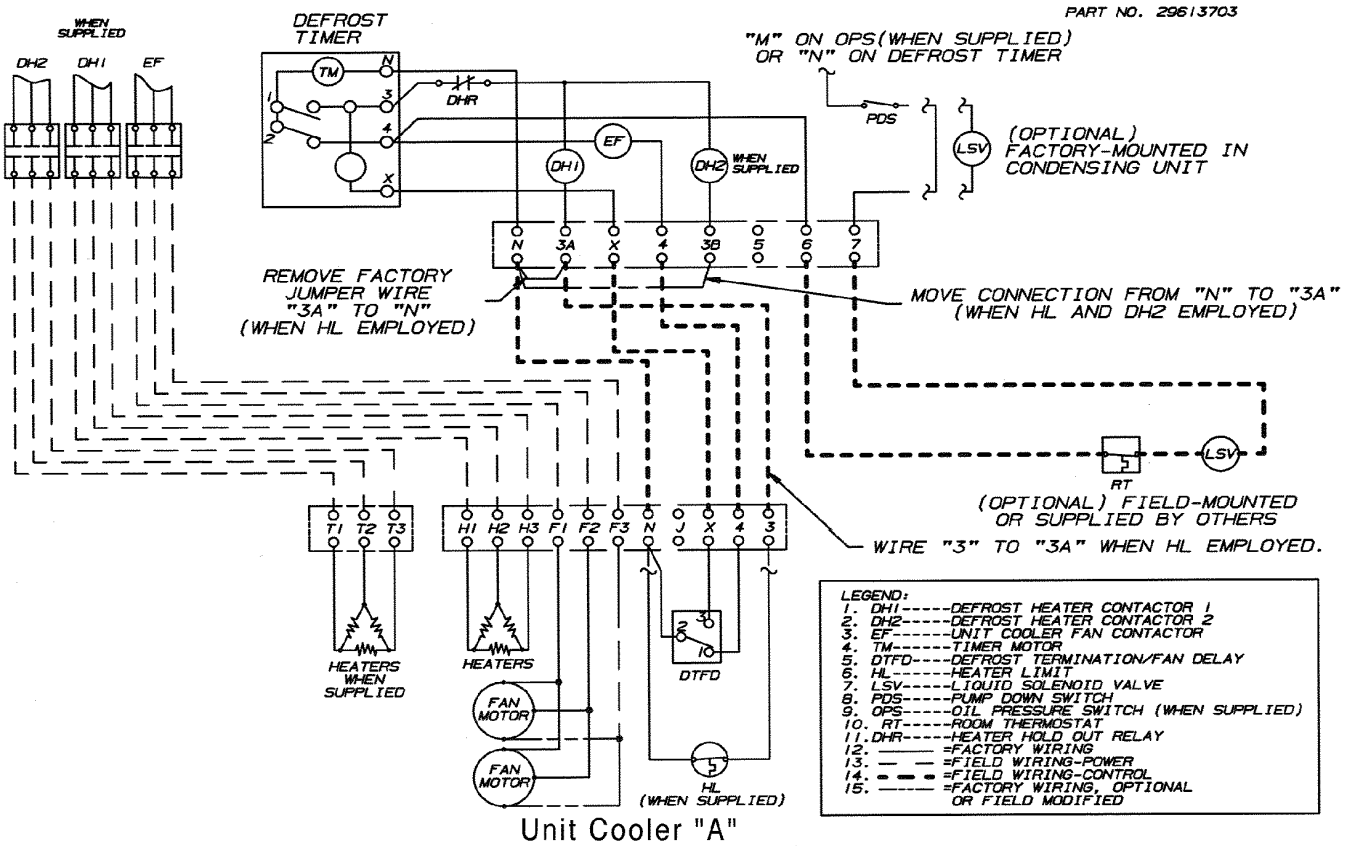 PART NO. 29613703
WHEN
SUPPLIED
DH2
DH1
EF
DEFROST
TIMER
TM
N
1
3
2
4
X
DHR
DH1
EF
DH2
WHEN
SUPPLIED
"M" ON OPS(WHEN SUPPLIED)
OR "N" ON DEFROST TIMER
PDS
LSV
(OPTIONAL)
FACTORY-MOUNTED IN
CONDENSING UNIT
N 3A X 4 3B 5 6 7
REMOVE FACTORY
JUMPER WIRE
"3A" TO "N"
(WHEN HL EMPLOYED)
MOVE CONNECTION FROM "N" TO "3A"
(WHEN HL AND DH2 EMPLOYED)
RT
LSV
(OPTIONAL) FIELD-MOUNTED
OR SUPPLIED BY OTHERS
WIRE "3" TO "3A" WHEN HL EMPLOYED.
T1 T2 T3
H1 H2 H3 F1 F2 F3 N J X 4 3
HEATERS
WHEN
SUPPLIED
HEATERS
3
2
1
DTFD
FAN
MOTOR
FAN
MOTOR
HL
(WHEN SUPPLIED)
Unit Cooler "A"
LEGEND:
1. DH1-----DEFROST HEATER CONTACTOR 1
2. DH2-----DEFROST HEATER CONTACTOR 2
3. EF------UNIT COOLER FAN CONTACTOR
4. TM------TIMER MOTOR
5. DTFD----DEFROST TERMINATION/FAN DELAY
6. HL------HEATER LIMIT
7. LSV-----LIQUID SOLENOID VALVE
8. PDS-----PUMP DOWN SWITCH
9. OPS-----OIL PRESSURE SWITCH (WHEN SUPPLIED)
10. RT-----ROOM THERMOSTAT
11. DHR-----HEATER HOLD OUT RELAY
12. =FACTORY WIRING
13. =FIELD WIRING-POWER
14. =FIELD WIRING-CONTROL
15. =FACTORY WIRING, OPTIONAL
OR FIELD MODIFIED